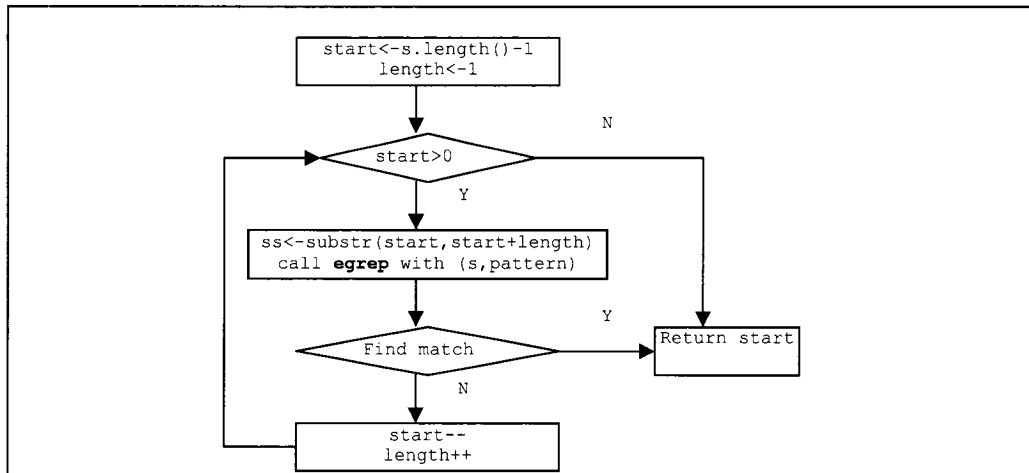 start<-s.length()-1
length<-1
N
start>0
Y
ss<-substr(start,start+length)
call egrep with (s,pattern)
Y
Find match
Return start
N
start--
length++